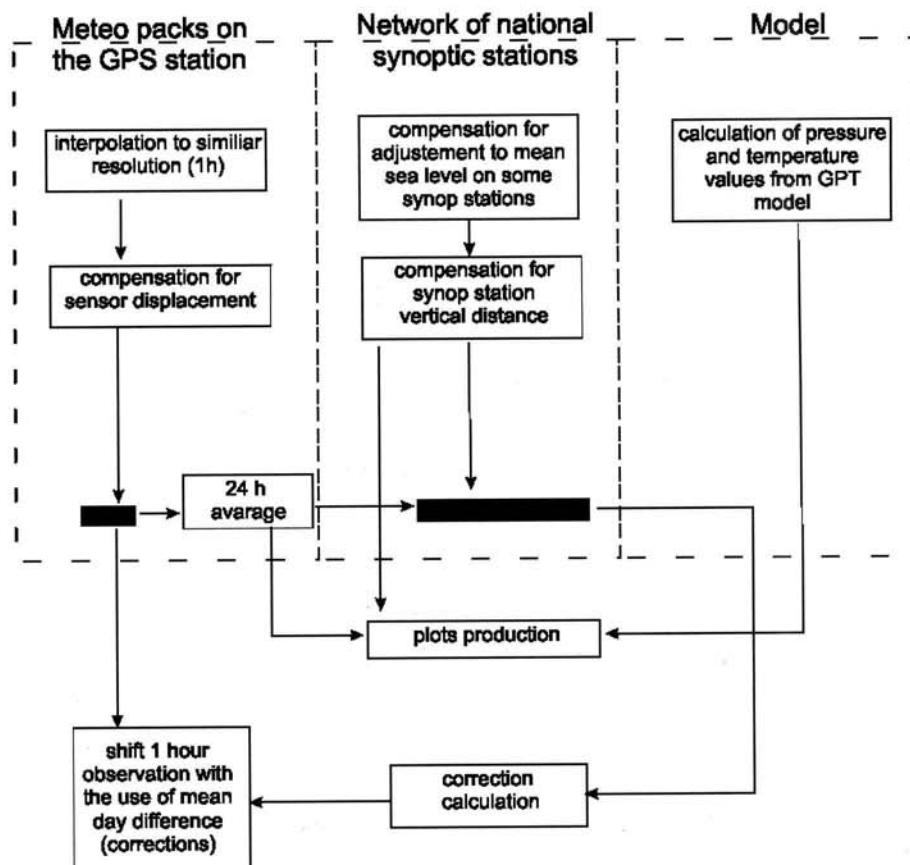 Meteo packs on
the GPS station
Network of national
synoptic stations
Model
interpolation to similiar
resolution (1h)
compensation for
adjustement to mean
sea level on some
synop stations
calculation of pressure
and temperature
values from GPT
model
compensation for
sensor displacement
compensation for
synop station
vertical distance
24 h
avarage
plots production
shift 1 hour
observation with
the use of mean
day difference
(corrections)
correction
calculation